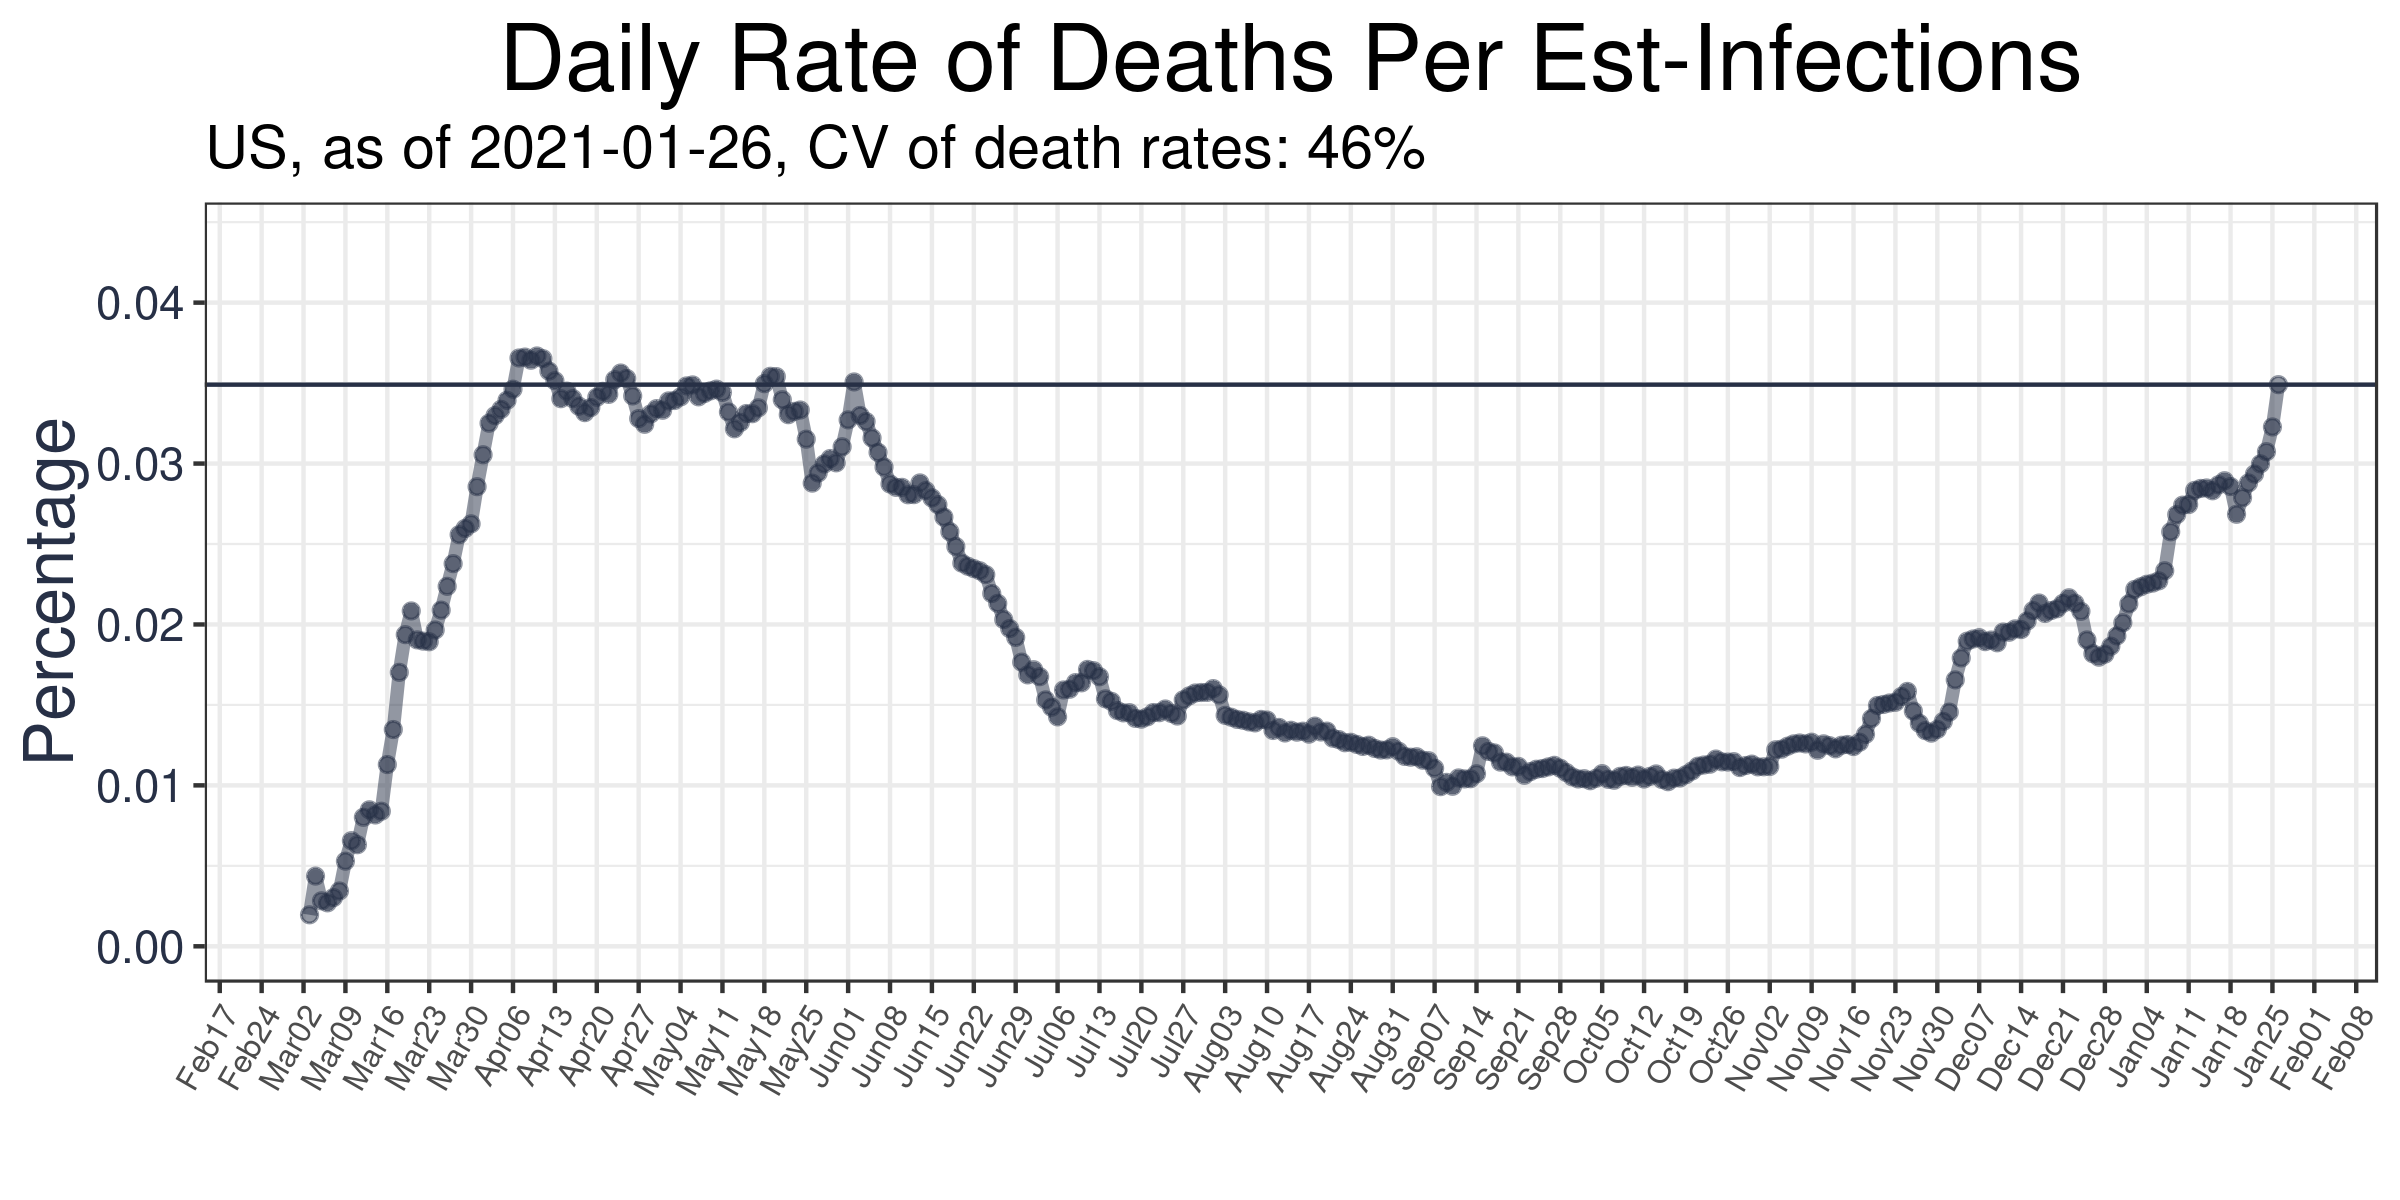 Daily Rate of Deaths Per Est-Infections
US, as of 2021-01-26, CV of death rates: 46%
Percentage
0.04
0.03
0.02
0.01
0.00
Feb17
Feb24
Mar02
Mar09
Mar16
Mar23
Mar30
Apr06
Apr13
Apr20
Apr27
May04
May11
May18
May25
Jun01
Jun08
Jun15
Jun22
Jun29
Jul06
Jul13
Jul20
Jul27
Aug03
Aug10
Aug17
Aug24
Aug31
Sep07
Sep14
Sep21
Sep28
Oct05
Oct12
Oct19
Oct26
Nov02
Nov09
Nov16
Nov23
Nov30
Dec07
Dec14
Dec21
Dec28
Jan04
Jan11
Jan18
Jan25
Feb01
Feb08